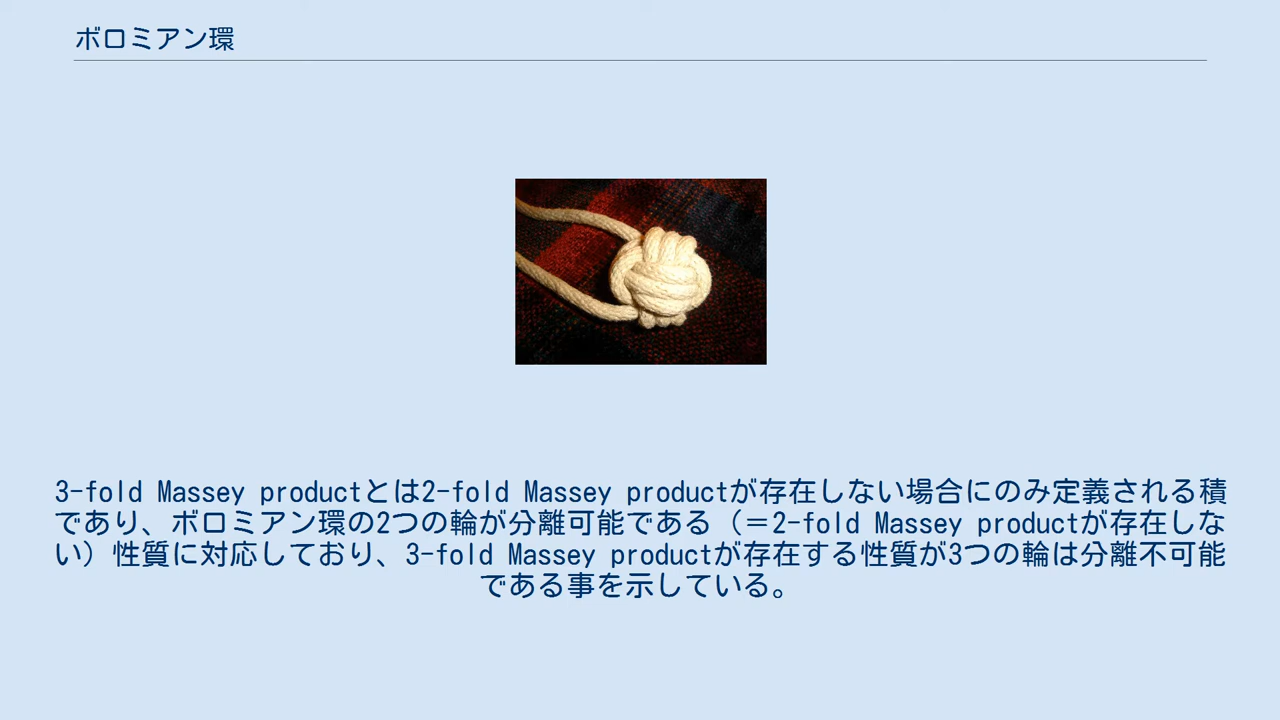 ボロミアン環
3-fold Massey productとは2-fold Massey productが存在しない場合にのみ定義される積
であり、ボロミアン環の2つの輪が分離可能である（＝2-fold Massey productが存在しな
い）性質に対応しており、3-fold Massey productが存在する性質が3つの輪は分離不可能
である事を示している。